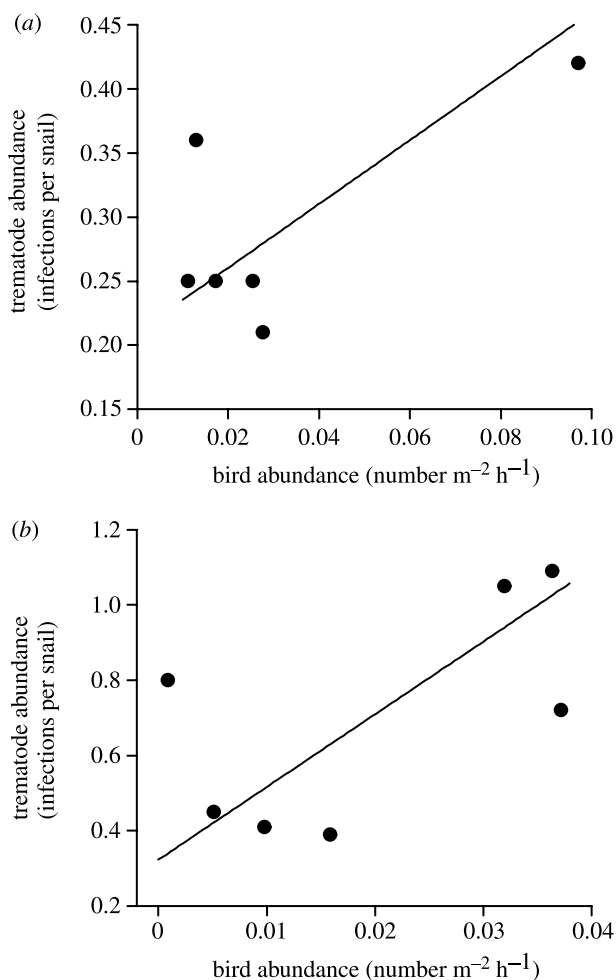 (a)
0.45
0.40
0.35
0.30
0.25
0.20
0.15
trematode abundance
(infections per snail)
0 0.02 0.04 0.06 0.08 0.10
bird abundance (number m⁻² h⁻¹)
(b)
1.2
1.0
0.8
0.6
0.4
0.2
trematode abundance
(infections per snail)
0 0.01 0.02 0.03 0.04
bird abundance (number m⁻² h⁻¹)